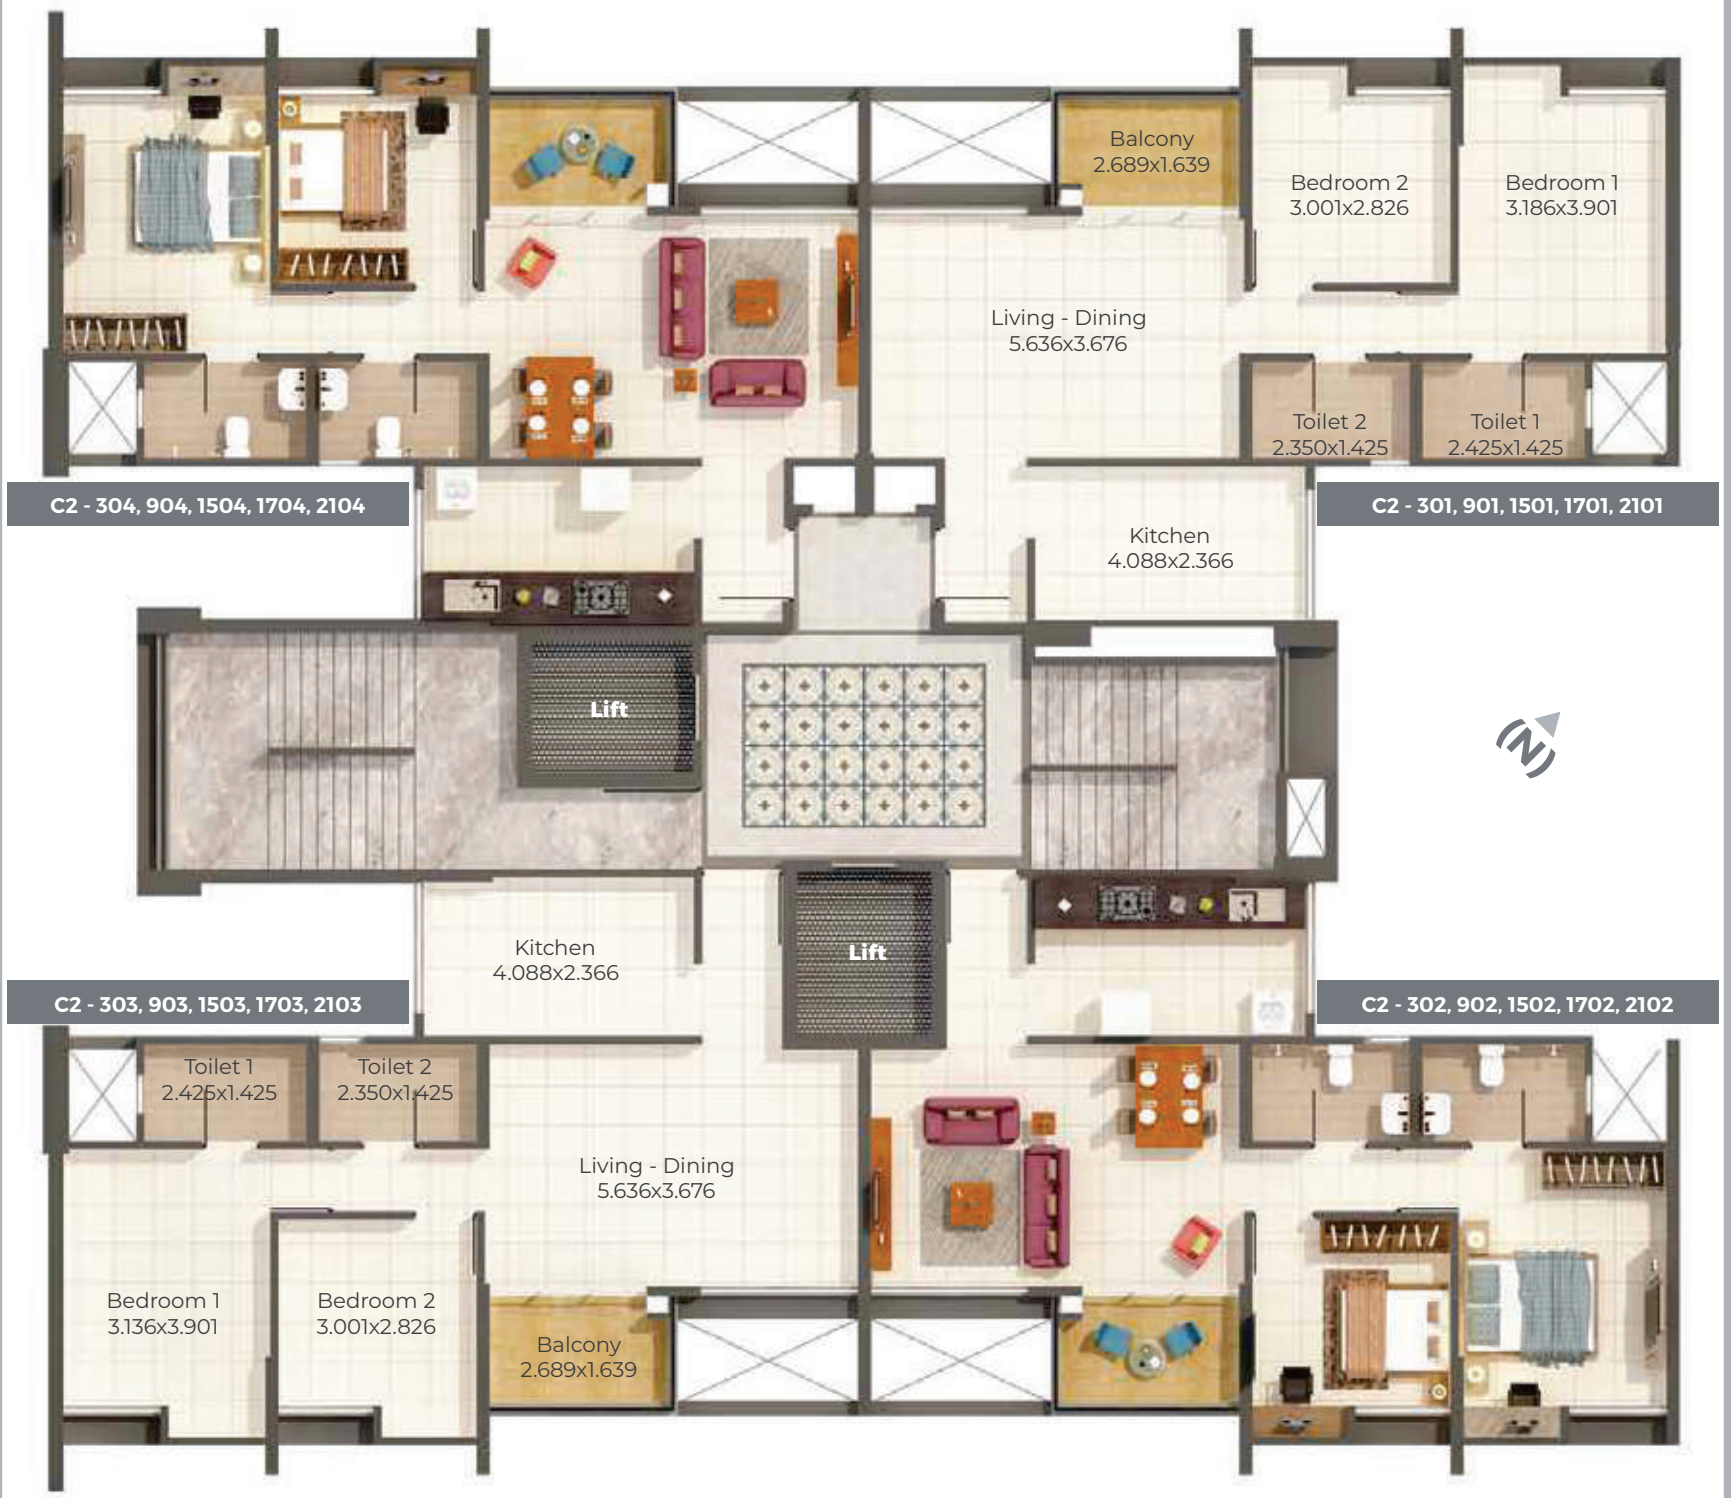 Balcony
2.689x1.639
Bedroom 2
3.001x2.826
Bedroom 1
3.186x3.901
Living - Dining
5.636x3.676
Toilet 2
2.350x1.425
Toilet 1
2.425x1.425
C2 - 304, 904, 1504, 1704, 2104
C2 - 301, 901, 1501, 1701, 2101
Kitchen
4.088x2.366
Lift
N
Kitchen
4.088x2.366
Lift
C2 - 303, 903, 1503, 1703, 2103
C2 - 302, 902, 1502, 1702, 2102
Toilet 1
2.425x1.425
Toilet 2
2.350x1.425
Living - Dining
5.636x3.676
Bedroom 1
3.136x3.901
Bedroom 2
3.001x2.826
Balcony
2.689x1.639